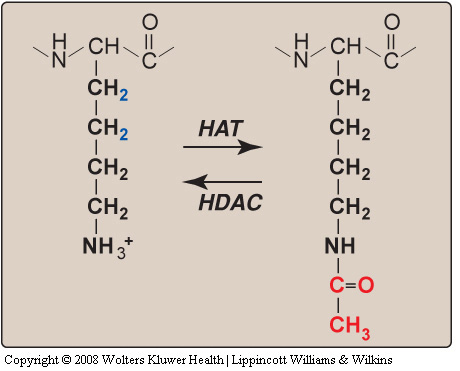 H O H O
N CH C N CH C
CH2 CH2
CH2 HAT CH2
CH2 HDAC CH2
CH2 CH2
NH3+ NH
C=O
CH3
Copyright © 2008 Wolters Kluwer Health | Lippincott Williams & Wilkins